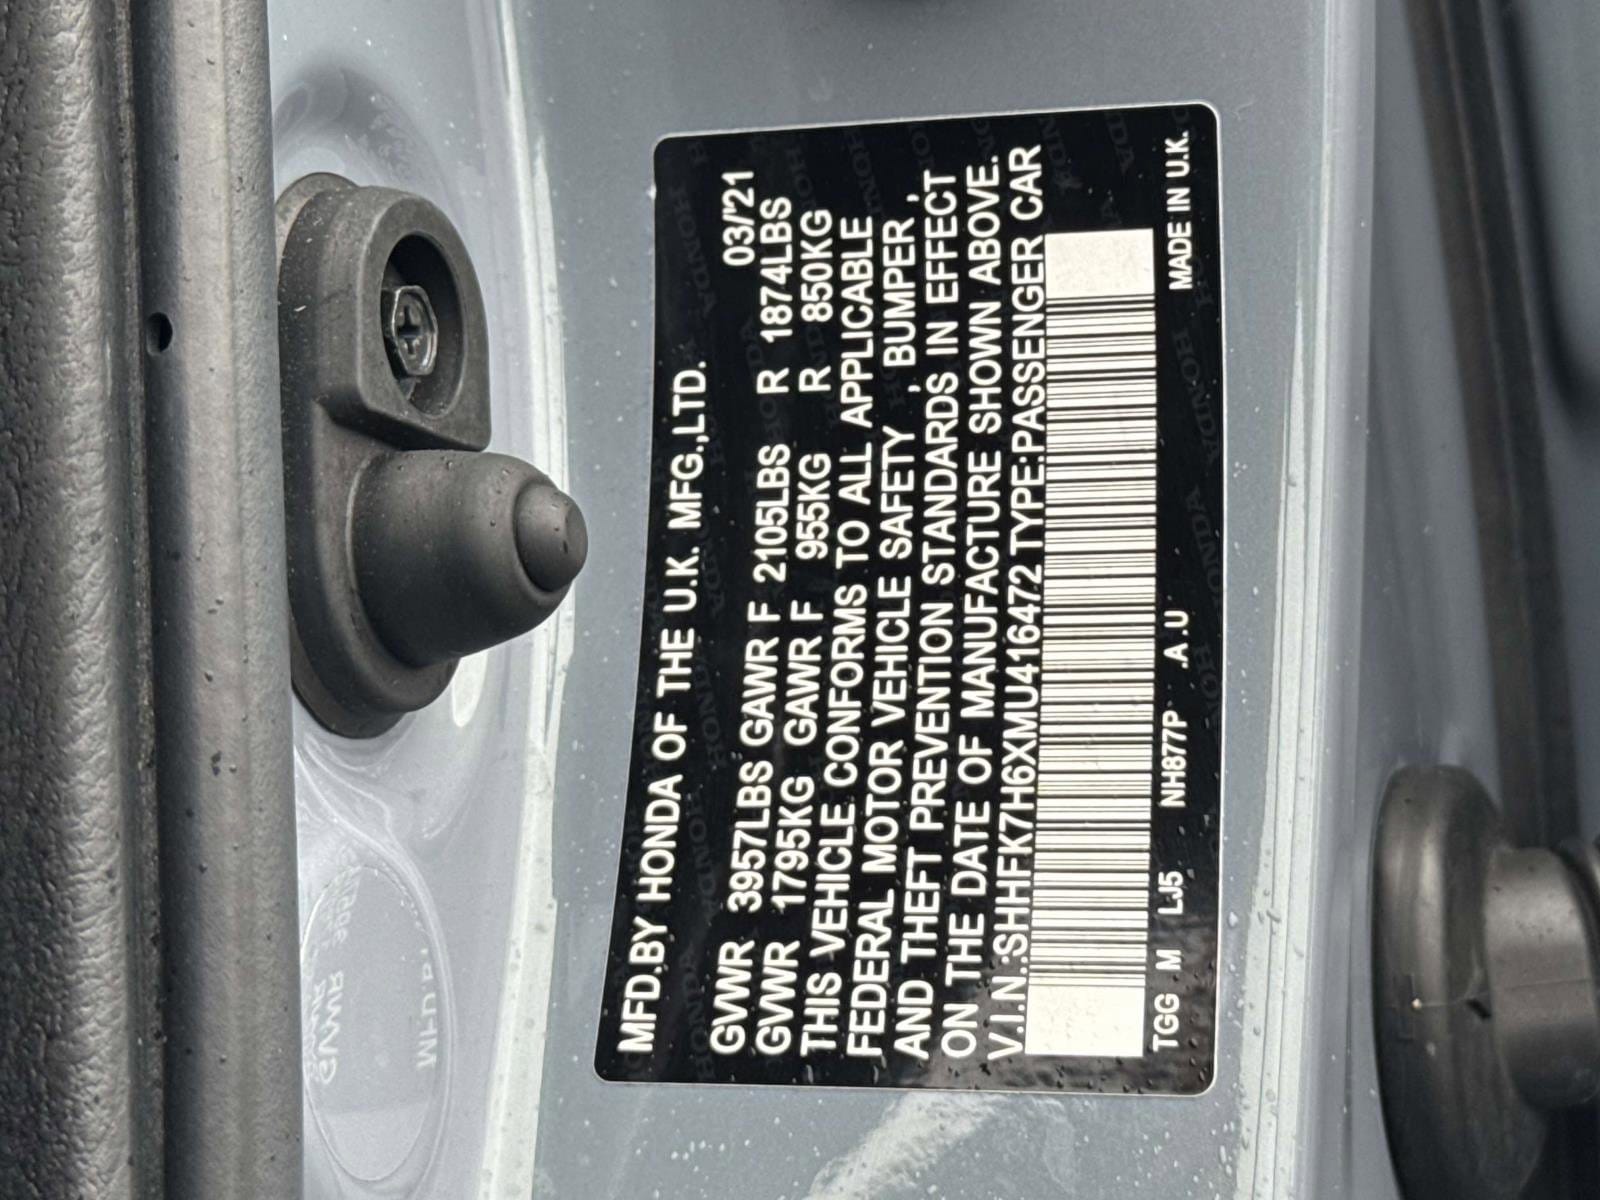 MFD.BY HONDA OF THE U.K. MFG.,LTD.
03/'21
GVWR 3957LBS GAWR F 2105LBS R 1874LBS
GVWR 1795KG GAWR F 955KG R 850KG
THIS VEHICLE CONFORMS TO ALL APPLICABLE
FEDERAL MOTOR VEHICLE SAFETY , BUMPER ,
AND THEFT PREVENTION STANDARDS IN EFFECT
ON THE DATE OF MANUFACTURE SHOWN ABOVE.
V.I.N.:SHHFK7H6XMU416472 TYPE:PASSENGER CAR
TGG M LJ5 NH877P .A.U MADE IN U.K.